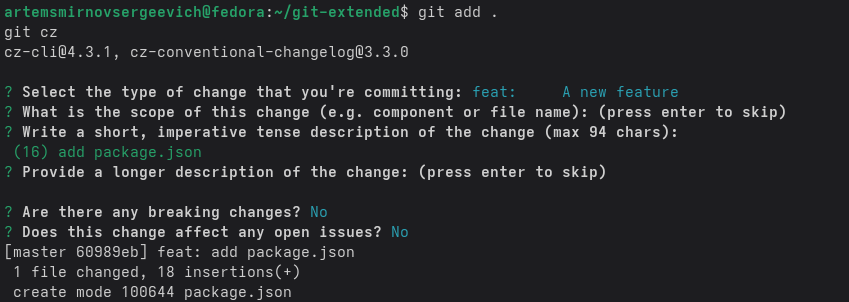 artemsmirnovsergeevich@fedora:~/git-extended$ git add .
git cz
cz-cli@4.3.1, cz-conventional-changelog@3.3.0
? Select the type of change that you're committing: feat:     A new feature
? What is the scope of this change (e.g. component or file name): (press enter to skip)
? Write a short, imperative tense description of the change (max 94 chars):
 (16) add package.json
? Provide a longer description of the change: (press enter to skip)
? Are there any breaking changes? No
? Does this change affect any open issues? No
[master 60989eb] feat: add package.json
 1 file changed, 18 insertions(+)
 create mode 100644 package.json